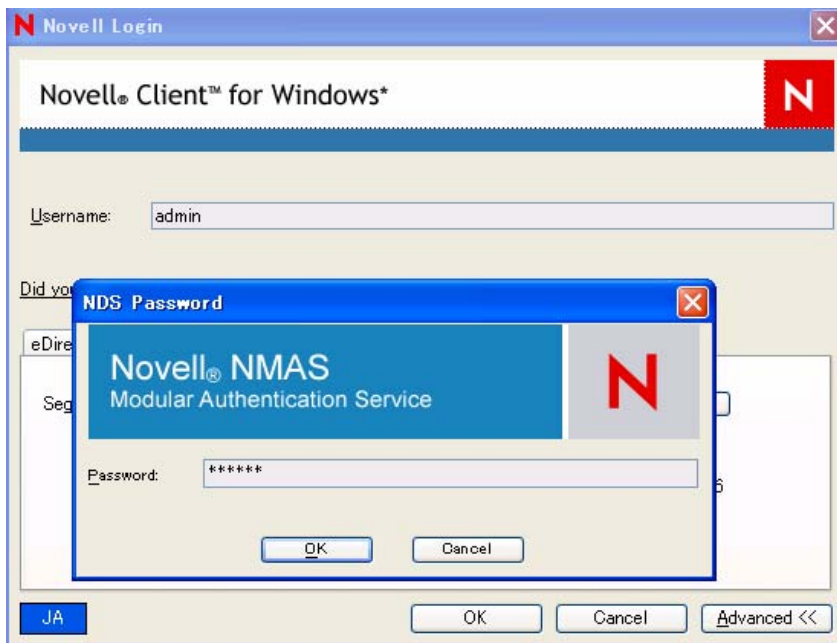 N Novell Login
Novell® Client™ for Windows*
N
Username: admin
Did you
NDS Password
eDire
Novell® NMAS
Modular Authentication Service
N
Seg
Password: ******
6
OK Cancel
JA OK Cancel Advanced <<